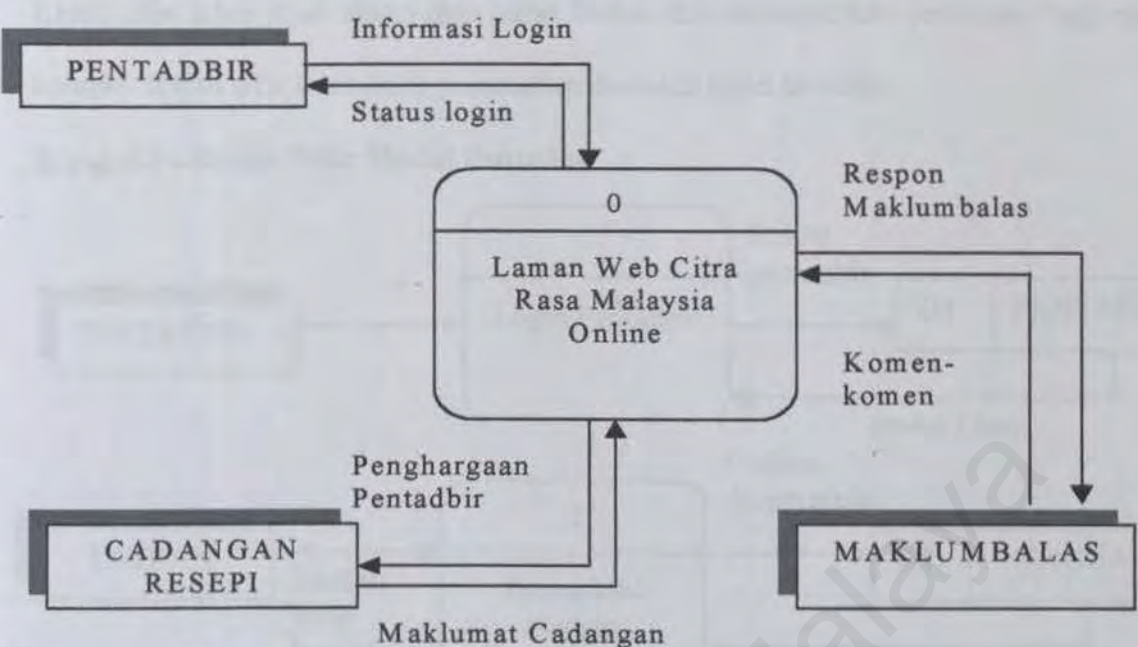 Informasi Login
PENTADBIR
Status login
0
Respon
Maklumbalas
Laman Web Citra
Rasa Malaysia
Online
Komen-
komen
Penghargaan
Pentadbir
CADANGAN
RESEPI
MAKLUMBALAS
Maklumat Cadangan